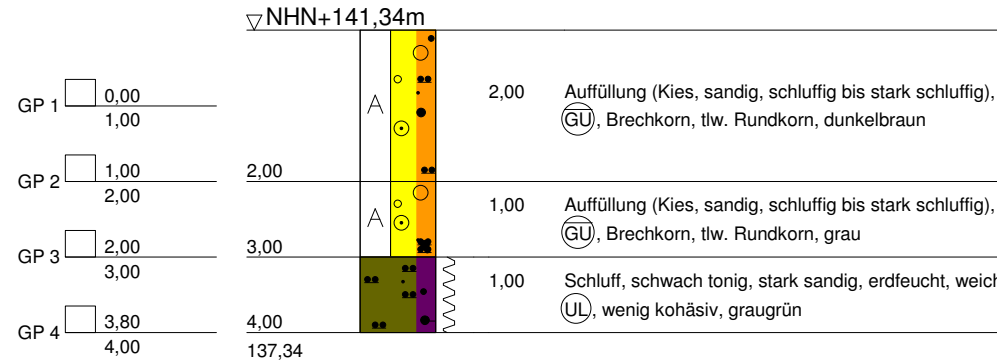 ▽ NHN+141,34m
GP 1 0,00
1,00
A
2,00 Auffüllung (Kies, sandig, schluffig bis stark schluffig),
G̅U̅, Brechkorn, tlw. Rundkorn, dunkelbraun
GP 2 1,00
2,00
2,00
A
1,00 Auffüllung (Kies, sandig, schluffig bis stark schluffig),
G̅U̅, Brechkorn, tlw. Rundkorn, grau
GP 3 2,00
3,00
3,00
1,00 Schluff, schwach tonig, stark sandig, erdfeucht,
UL, wenig kohäsiv, graugrün
GP 4 3,80
4,00
4,00
137,34